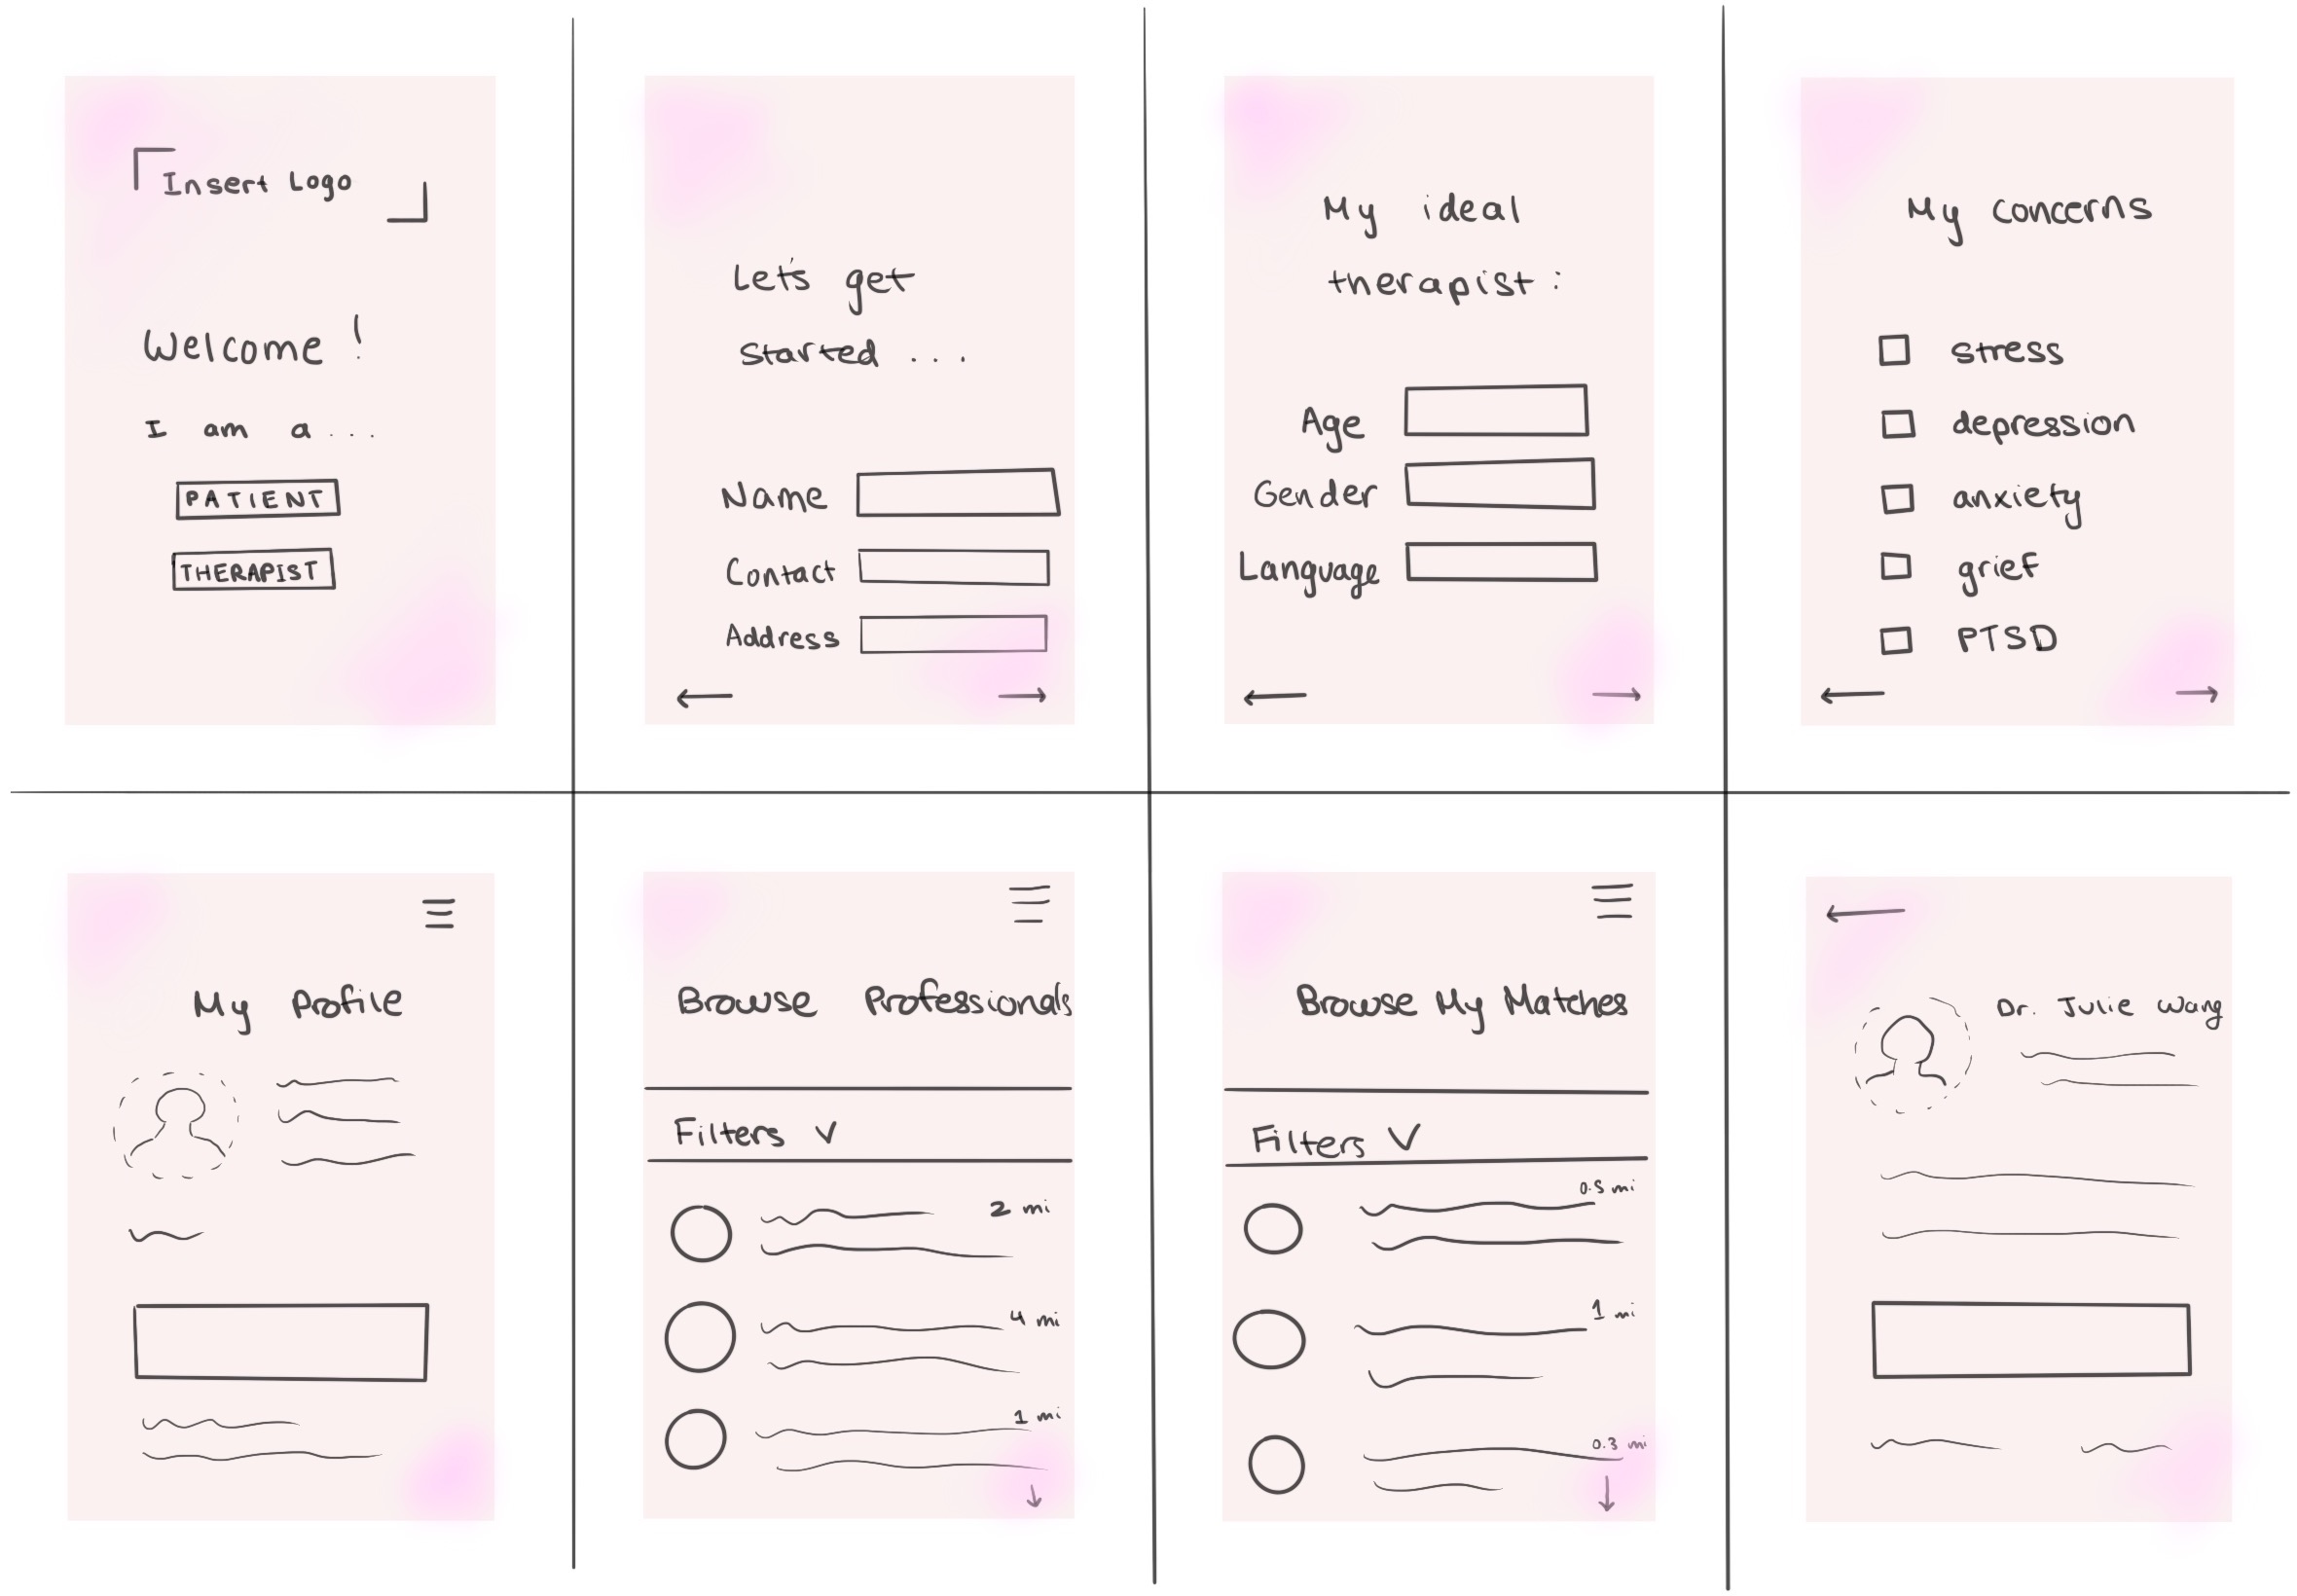 Insert Logo
Welcome!
I am a...
PATIENT
THERAPIST
Let's get
started ...
Name
Contact
Address
My ideal
therapist:
Age
Gender
Language
My concerns
stress
depression
anxiety
grief
PTSD
My Profile
Browse Professionals
Filters
2 mi
4 mi
1 mi
Browse My Matches
Filters
0.5 mi
1 mi
0.3 mi
Dr. Julie Wang